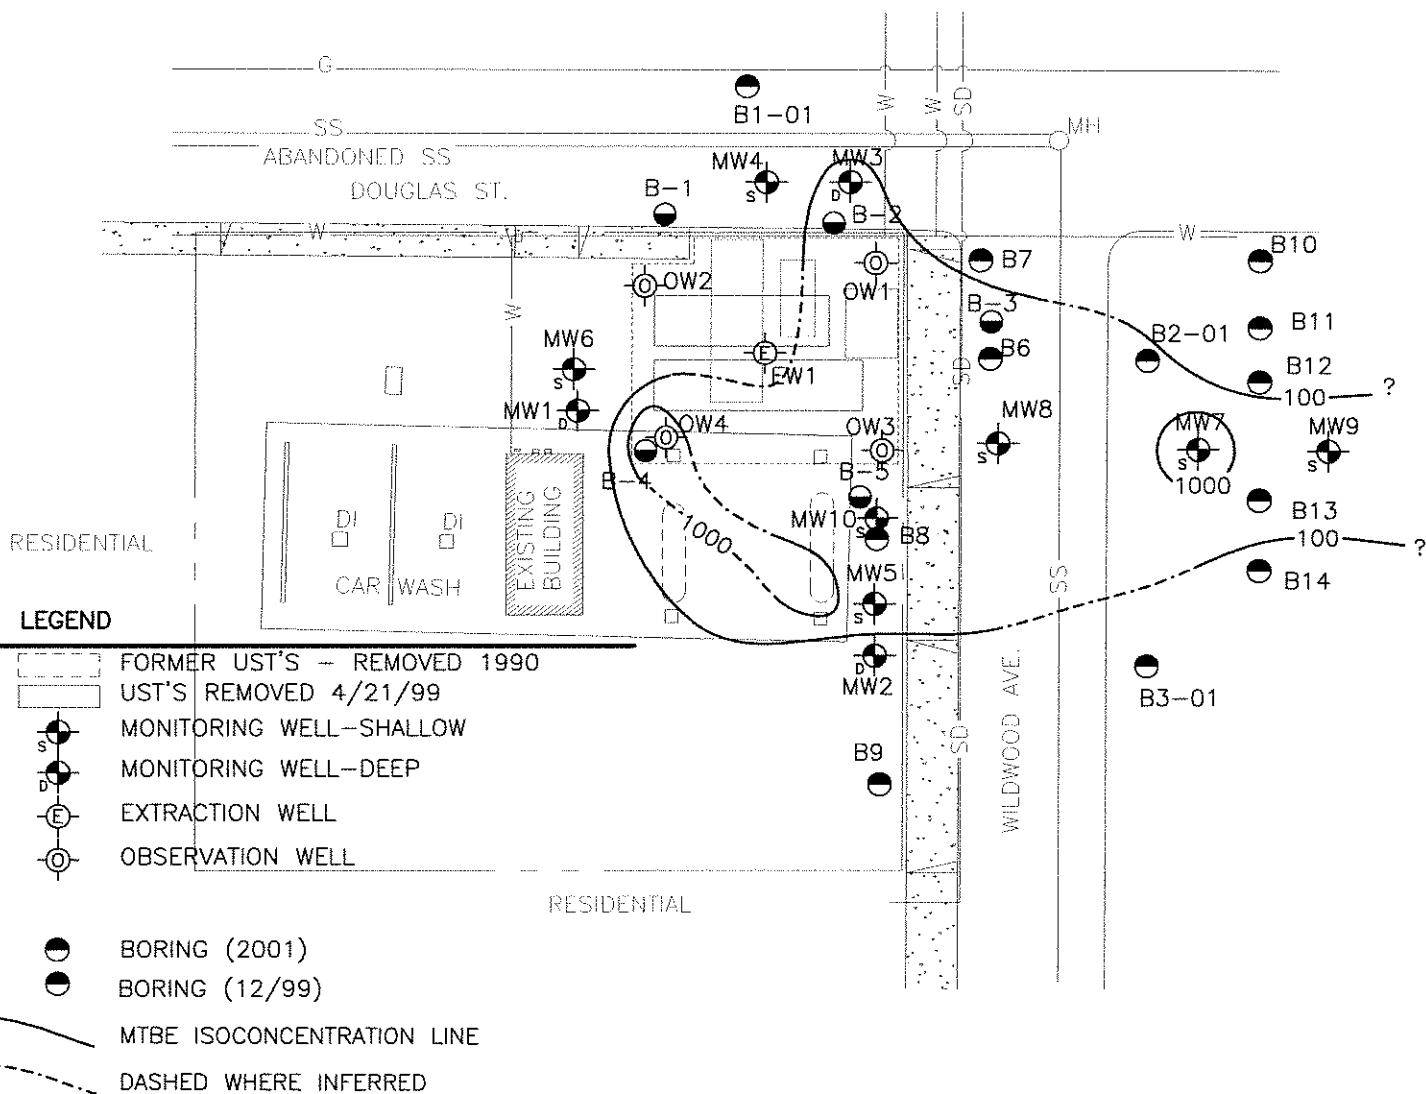 G
B1-01
W
W
SD
SS
MH
ABANDONED SS
MW4
S
MW3
D
DOUGLAS ST.
B-1
B-2
W
W
B10
B7
OW2
OW1
W
B-3
B11
MW6
S
B2-01
B6
SD
EW1
E
B12
100
?
MW1
D
OW4
OW3
MW8
S
MW7
S
1000
MW9
S
B-4
B-5
B13
MW10
S
B8
1000
100
?
RESIDENTIAL
DI
DI
EXISTING
BUILDING
CAR WASH
MW5
S
B14
SS
LEGEND
FORMER UST'S - REMOVED 1990
UST'S REMOVED 4/21/99
D
MW2
B3-01
MONITORING WELL-SHALLOW
S
SD
MONITORING WELL-DEEP
D
B9
WILDWOOD AVE.
EXTRACTION WELL
E
OBSERVATION WELL
O
RESIDENTIAL
BORING (2001)
BORING (12/99)
MTBE ISOCONCENTRATION LINE
DASHED WHERE INFERRED